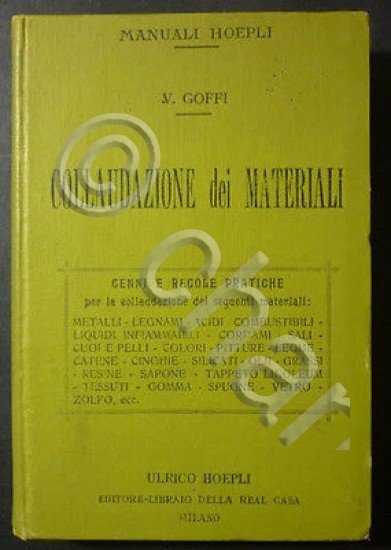 MANUALI HOEPLI
V. GOFFI
COLLAUDAZIONE dei MATERIALI
CENNI E REGOLE PRATICHE
per la collaudazione dei seguenti materiali:
METALLI - LEGNAMI - ACIDI - COMBUSTIBILI -
LIQUIDI INFIAMMABILI - CORDAMI - SALI -
CUOI E PELLI - COLORI - PITTURE - LEGHE -
CATENE - CINGHIE - SILICATI - - GRASSI
- RESINE - SAPONE - TAPPETO LINOLEUM
- TESSUTI - GOMMA - SPUGNE - VETRO -
ZOLFO, ecc.
ULRICO HOEPLI
EDITORE-LIBRAIO DELLA REAL CASA
MILANO